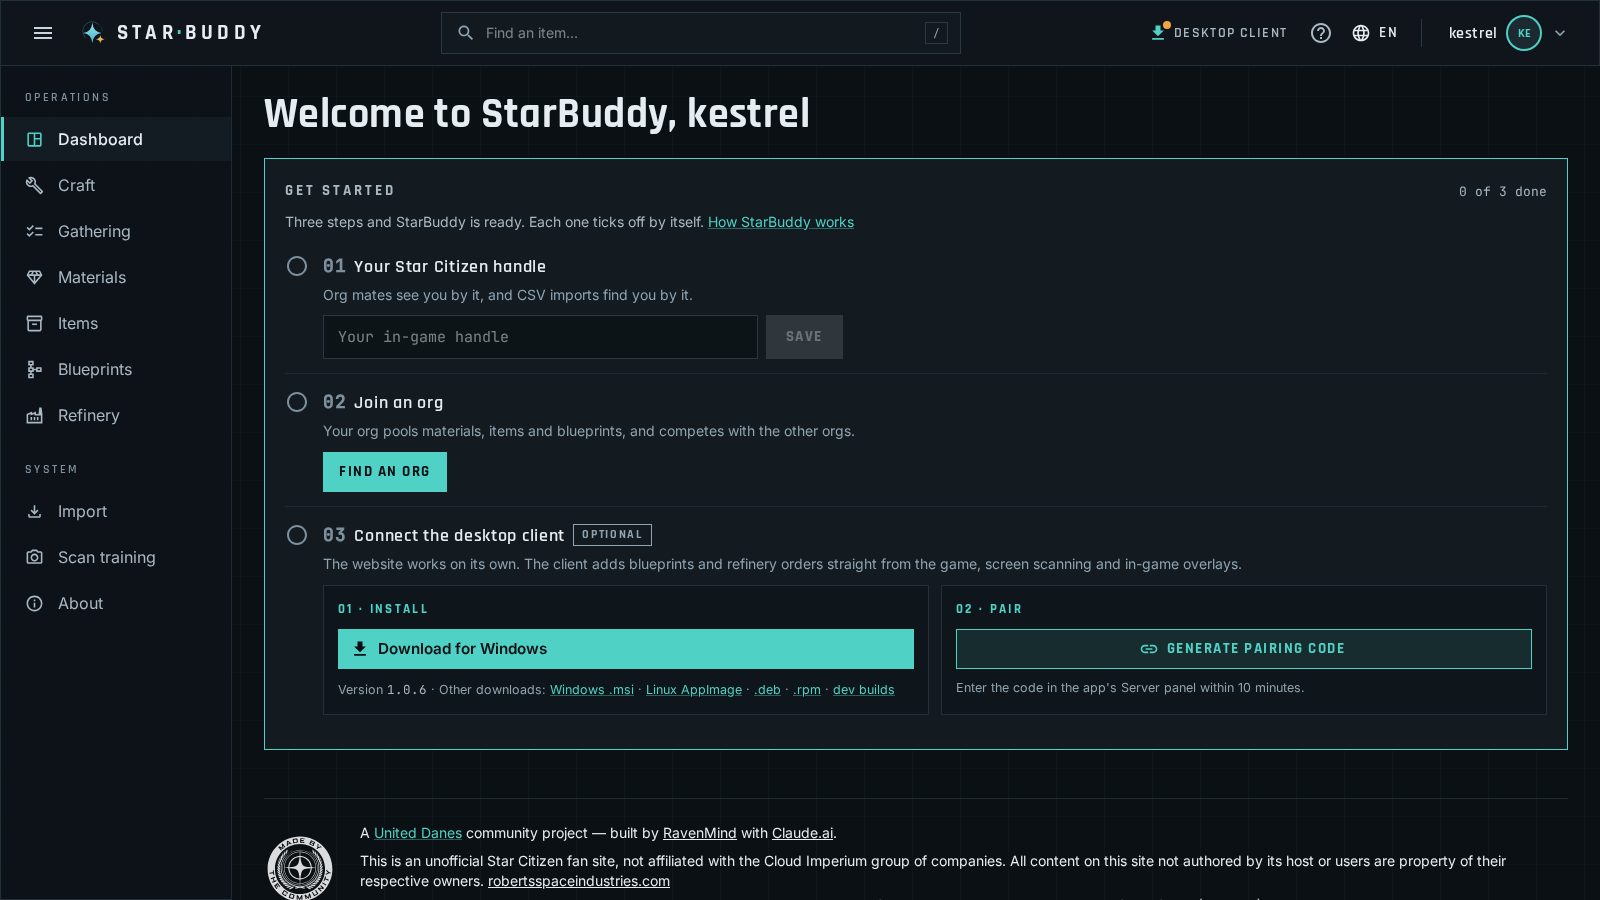 STAR·BUDDY
Find an item...
/
DESKTOP CLIENT
EN
kestrel
KE
OPERATIONS
Dashboard
Craft
Gathering
Materials
Items
Blueprints
Refinery
SYSTEM
Import
Scan training
About
Welcome to StarBuddy, kestrel
GET STARTED
0 of 3 done
Three steps and StarBuddy is ready. Each one ticks off by itself. How StarBuddy works
01 Your Star Citizen handle
Org mates see you by it, and CSV imports find you by it.
Your in-game handle
SAVE
02 Join an org
Your org pools materials, items and blueprints, and competes with the other orgs.
FIND AN ORG
03 Connect the desktop client OPTIONAL
The website works on its own. The client adds blueprints and refinery orders straight from the game, screen scanning and in-game overlays.
01 · INSTALL
Download for Windows
Version 1.0.6 · Other downloads: Windows .msi · Linux AppImage · .deb · .rpm · dev builds
02 · PAIR
GENERATE PAIRING CODE
Enter the code in the app's Server panel within 10 minutes.
A United Danes community project — built by RavenMind with Claude.ai.
This is an unofficial Star Citizen fan site, not affiliated with the Cloud Imperium group of companies. All content on this site not authored by its host or users are property of their
respective owners. robertsspaceindustries.com
MADE BY
THE COMMUNITY